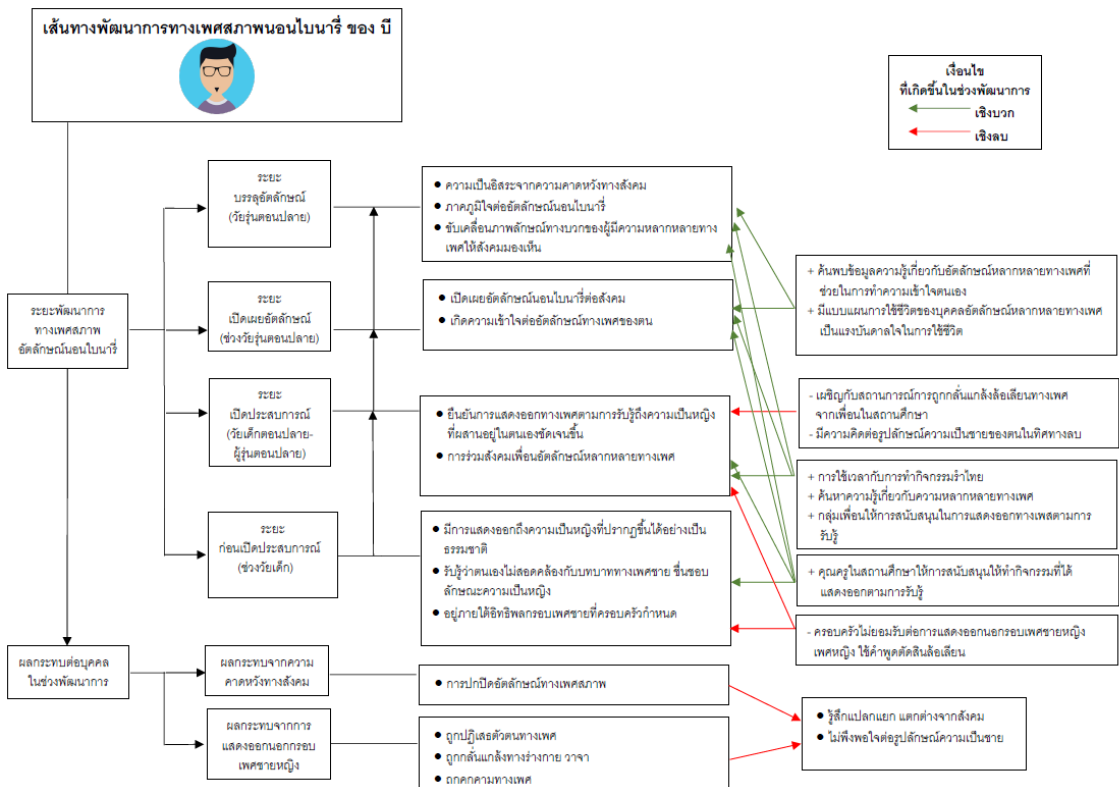 เส้นทางพัฒนาการทางเพศสภาพนอนไบนารี่ ของ บี
เงื่อนไข
ที่เกิดขึ้นในช่วงพัฒนาการ
เชิงบวก
เชิงลบ
ระยะพัฒนาการ
ทางเพศสภาพ
อัตลักษณ์นอนไบนารี่
ระยะ
บรรลุอัตลักษณ์
(วัยรุ่นตอนปลาย)
● ความเป็นอิสระจากความคาดหวังทางสังคม
● ภาคภูมิใจต่ออัตลักษณ์นอนไบนารี่
● ขับเคลื่อนภาพลักษณ์ทางบวกของผู้มีความหลากหลายทาง
เพศให้สังคมมองเห็น
ระยะ
เปิดเผยอัตลักษณ์
(ช่วงวัยรุ่นตอนปลาย)
● เปิดเผยอัตลักษณ์นอนไบนารี่ต่อสังคม
● เกิดความเข้าใจต่ออัตลักษณ์ทางเพศของตน
ระยะ
เปิดประสบการณ์
(วัยเด็กตอนปลาย-
ผู้รุ่นตอนปลาย)
● ยืนยันการแสดงออกทางเพศตามการรับรู้ถึงความเป็นหญิง
ที่ผสานอยู่ในตนเองชัดเจนขึ้น
● การร่วมสังคมเพื่อนอัตลักษณ์หลากหลายทางเพศ
ระยะ
ก่อนเปิดประสบการณ์
(ช่วงวัยเด็ก)
● มีการแสดงออกถึงความเป็นหญิงที่ปรากฏขึ้นได้อย่างเป็น
ธรรมชาติ
● รับรู้ว่าตนเองไม่สอดคล้องกับบทบาททางเพศชาย ชื่นชอบ
ลักษณะความเป็นหญิง
● อยู่ภายใต้อิทธิพลกรอบเพศชายที่ครอบครัวกำหนด
+ ค้นพบข้อมูลความรู้เกี่ยวกับอัตลักษณ์หลากหลายทางเพศที่
ช่วยในการทำความเข้าใจตนเอง
+ มีแบบแผนการใช้ชีวิตของบุคคลอัตลักษณ์หลากหลายทางเพศ
เป็นแรงบันดาลใจในการใช้ชีวิต
- เผชิญกับสถานการณ์การถูกกลั่นแกล้งล้อเลียนทางเพศ
จากเพื่อนในสถานศึกษา
- มีความคิดต่อรูปลักษณ์ความเป็นชายของตนในทิศทางลบ
+ การใช้เวลากับการทำกิจกรรมรำไทย
+ ค้นหาความรู้เกี่ยวกับความหลากหลายทางเพศ
+ กลุ่มเพื่อนให้การสนับสนุนในการแสดงออกทางเพสตามการ
รับรู้
+ คุณครูในสถานศึกษาให้การสนับสนุนให้ทำกิจกรรมที่ได้
แสดงออกตามการรับรู้
- ครอบครัวไม่ยอมรับต่อการแสดงออกนอกรอบเพศชายหญิง
เพศหญิง ใช้คำพูดตัดสินล้อเลียน
ผลกระทบต่อบุคคล
ในช่วงพัฒนาการ
ผลกระทบจากความ
คาดหวังทางสังคม
● การปกปิดอัตลักษณ์ทางเพศสภาพ
ผลกระทบจากการ
แสดงออกนอกกรอบ
เพศชายหญิง
● ถูกปฏิเสธตัวตนทางเพศ
● ถูกกลั่นแกล้งทางร่างกาย วาจา
● ถูกคุกคามทางเพศ
● รู้สึกแปลกแยก แตกต่างจากสังคม
● ไม่พึงพอใจต่อรูปลักษณ์ความเป็นชาย